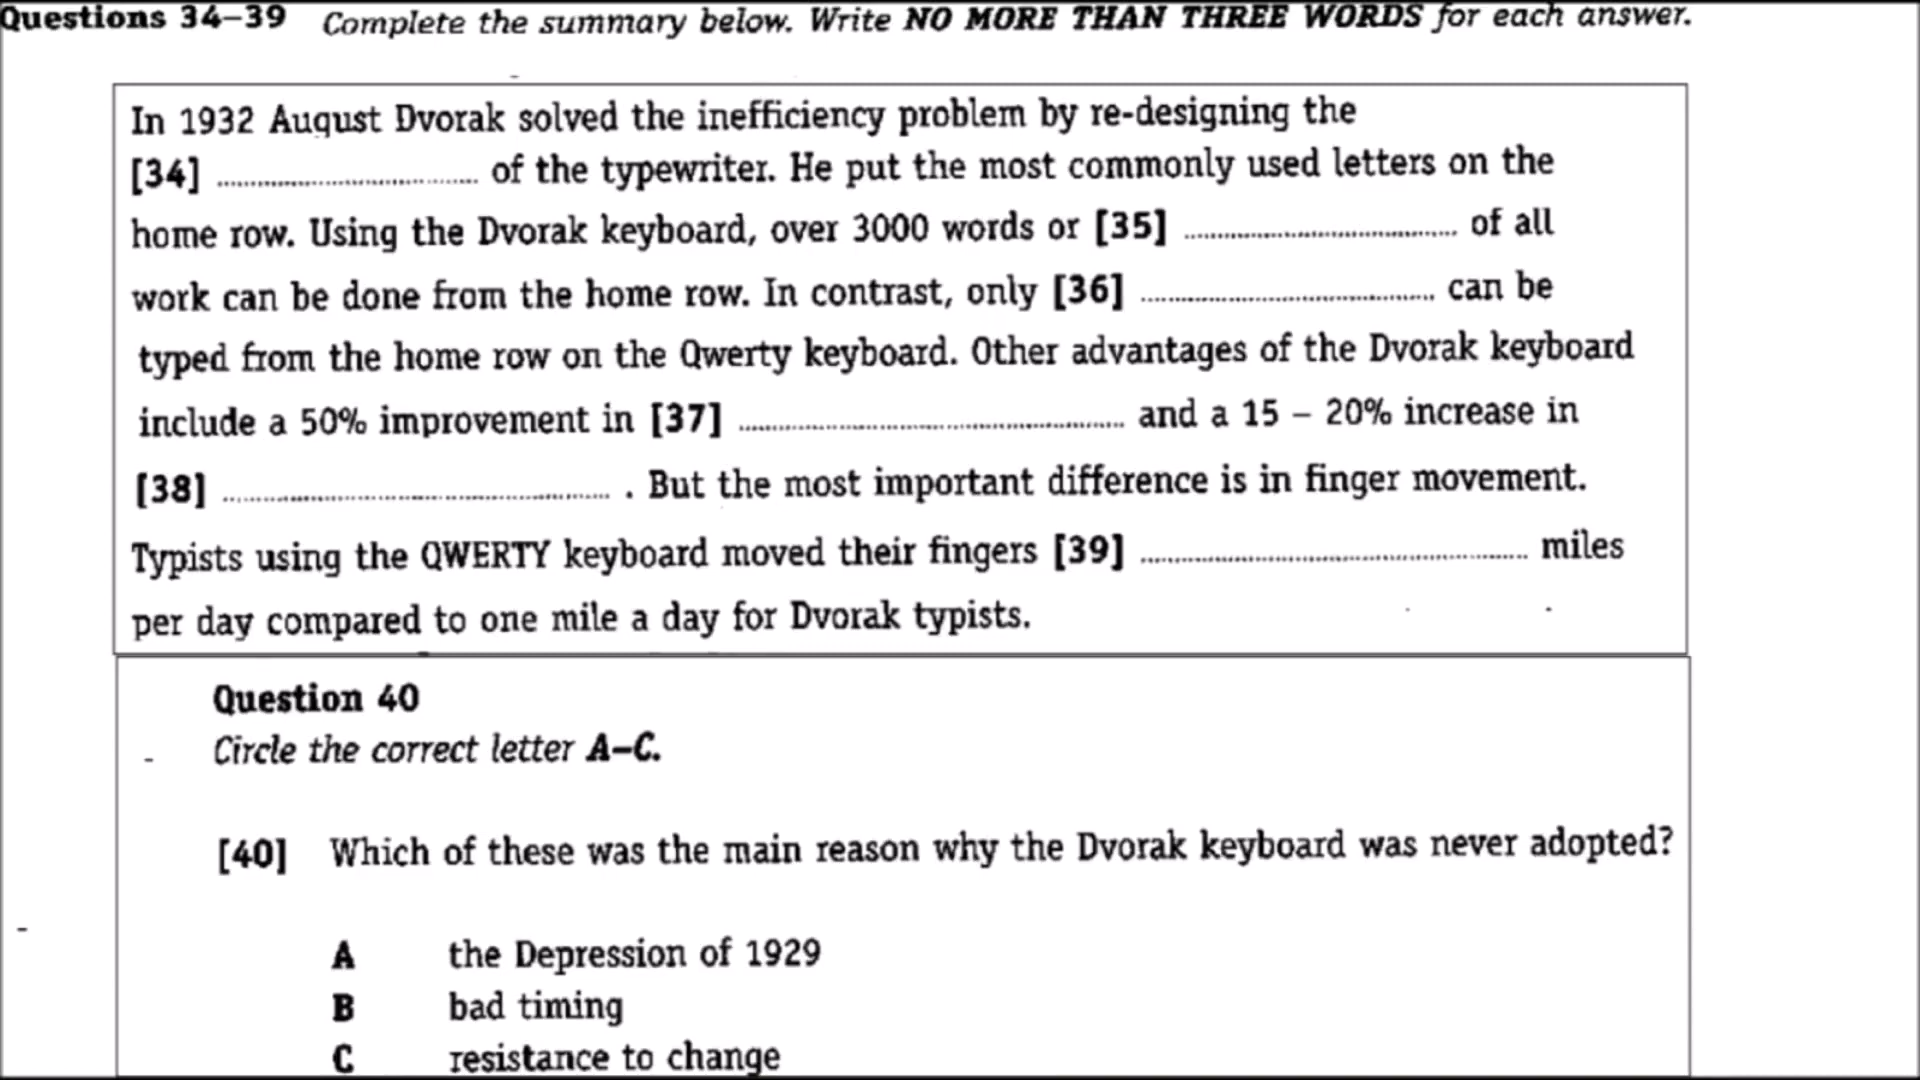 Questions 34–39 Complete the summary below. Write NO MORE THAN THREE WORDS for each answer.
In 1932 August Dvorak solved the inefficiency problem by re-designing the
[34] .................... of the typewriter. He put the most commonly used letters on the
home row. Using the Dvorak keyboard, over 3000 words or [35] .................... of all
work can be done from the home row. In contrast, only [36] .................... can be
typed from the home row on the Qwerty keyboard. Other advantages of the Dvorak keyboard
include a 50% improvement in [37] .................... and a 15 – 20% increase in
[38] .................... . But the most important difference is in finger movement.
Typists using the QWERTY keyboard moved their fingers [39] .................... miles
per day compared to one mile a day for Dvorak typists.
Question 40
Circle the correct letter A–C.
[40] Which of these was the main reason why the Dvorak keyboard was never adopted?
A the Depression of 1929
B bad timing
C resistance to change